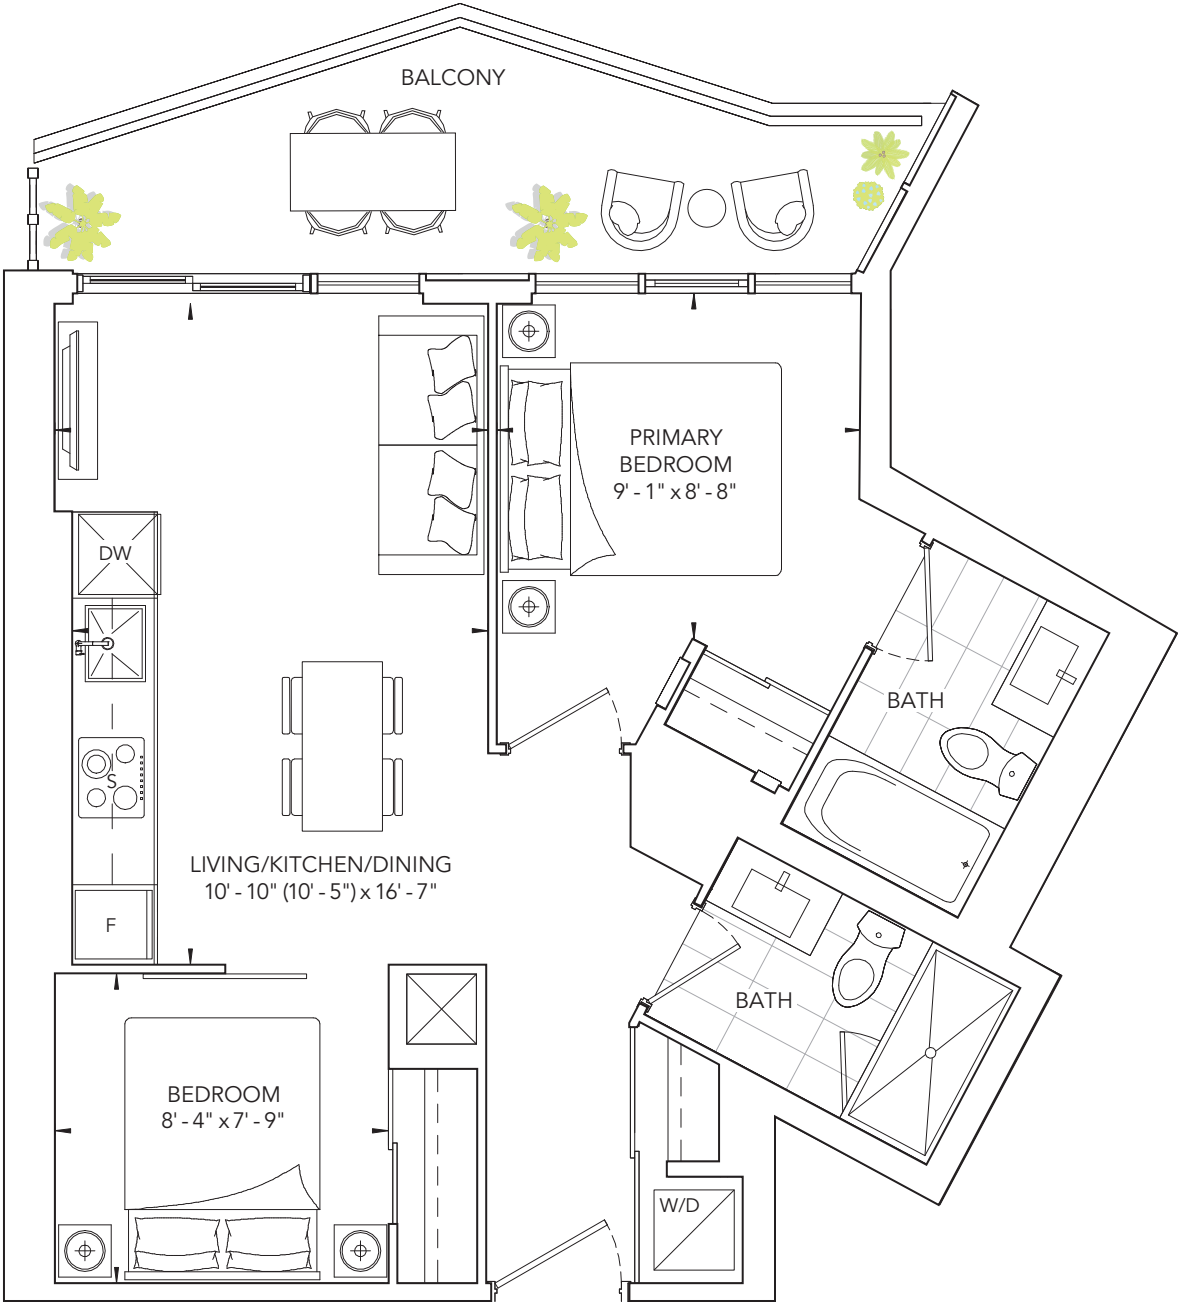 BALCONY
PRIMARY
BEDROOM
9' - 1" x 8' - 8"
DW
BATH
S
LIVING/KITCHEN/DINING
10' - 10" (10' - 5") x 16' - 7"
F
BATH
BEDROOM
8' - 4" x 7' - 9"
W/D